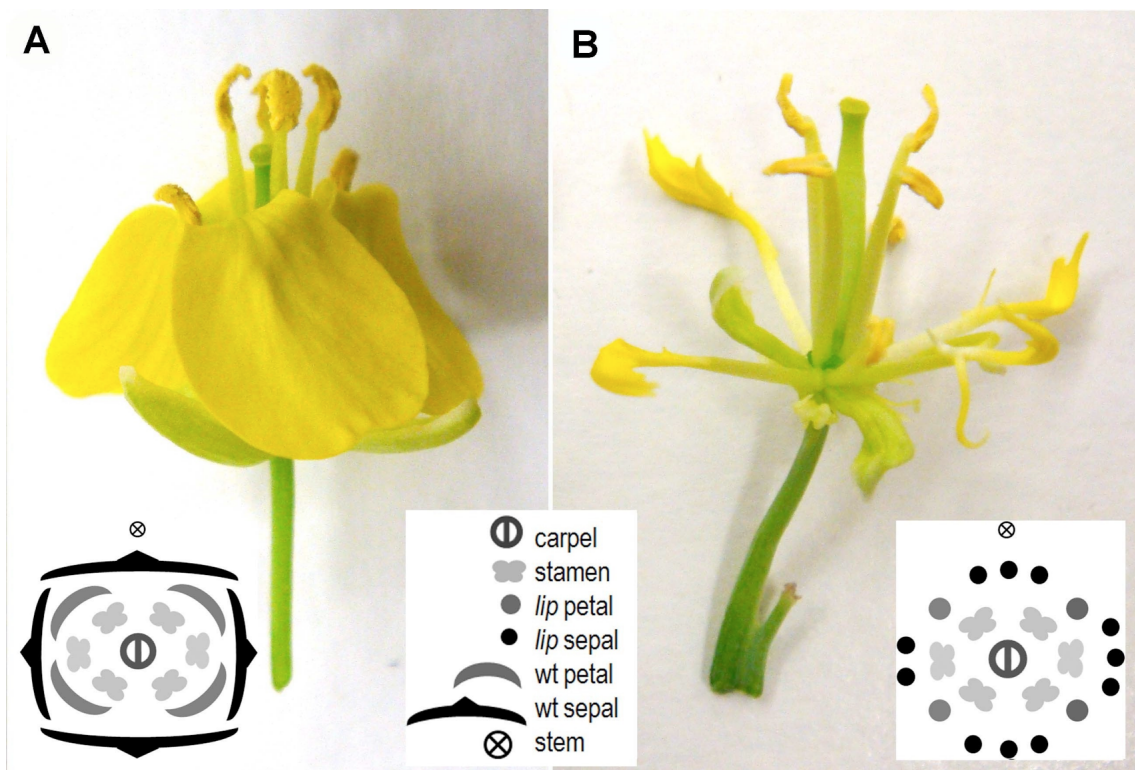 A
B
carpel
stamen
lip petal
lip sepal
wt petal
wt sepal
stem